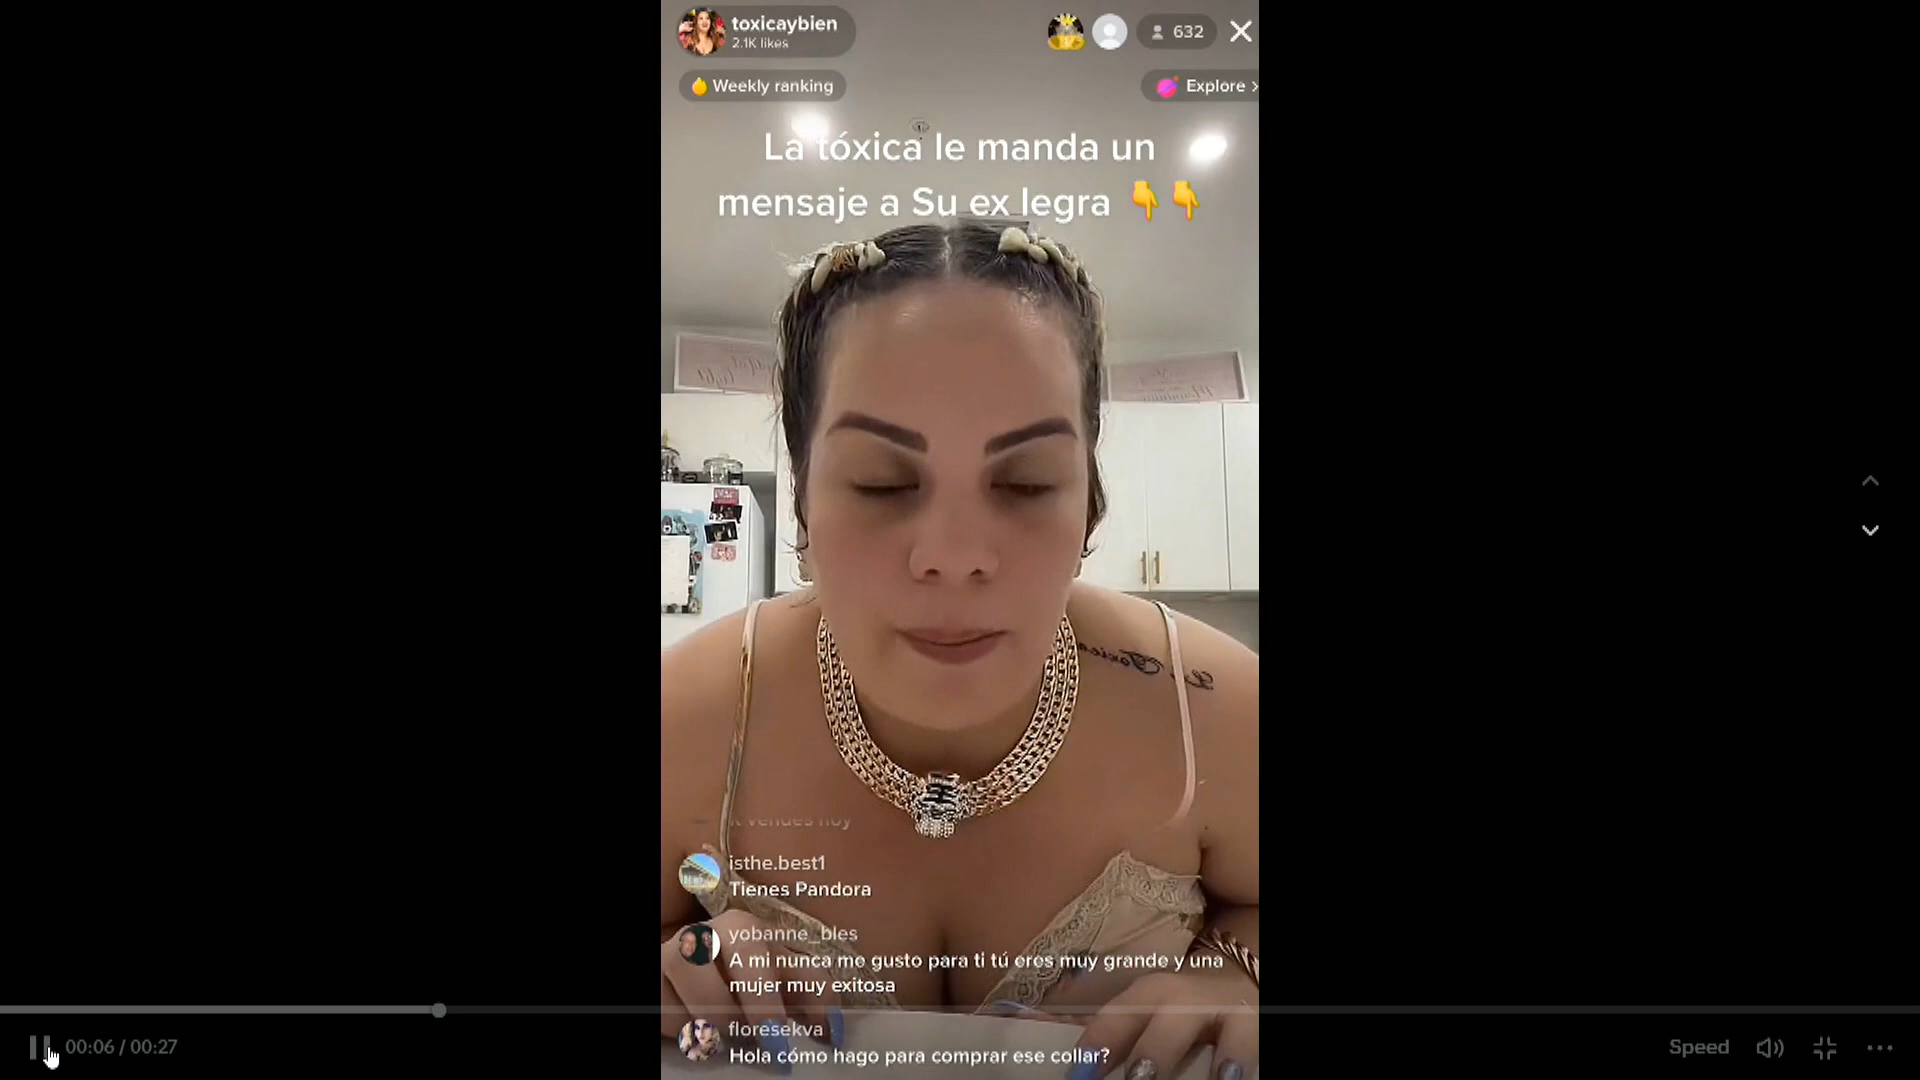 toxicaybien
2.1K likes
632
Weekly ranking
Explore
La tóxica le manda un
mensaje a Su ex legra 👇👇
k vendes hoy
isthe.best1
Tienes Pandora
yobanne_bles
A mi nunca me gusto para ti tú eres muy grande y una
mujer muy exitosa
floresekva
Hola cómo hago para comprar ese collar?
00:06 / 00:27
Speed